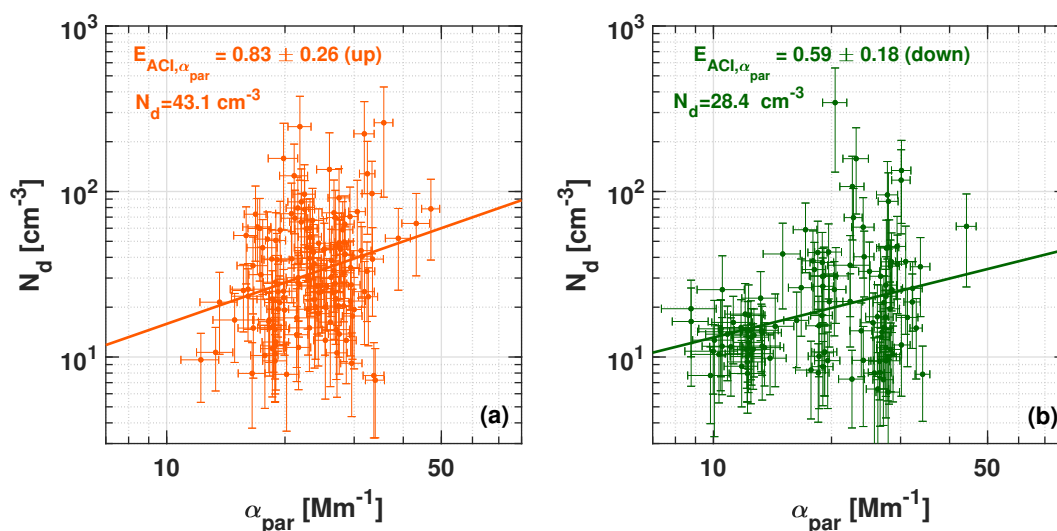 10³
E_ACI,α_par = 0.83 ± 0.26 (up)
N_d=43.1 cm⁻³
10²
10¹
N_d [cm⁻³]
(a)
10
50
α_par [Mm⁻¹]
10³
E_ACI,α_par = 0.59 ± 0.18 (down)
N_d=28.4 cm⁻³
10²
10¹
N_d [cm⁻³]
(b)
10
50
α_par [Mm⁻¹]